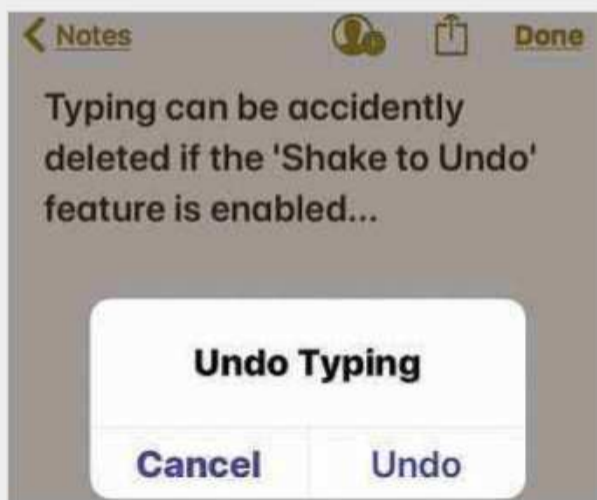 Notes
Done
Typing can be accidently
deleted if the 'Shake to Undo'
feature is enabled...
Undo Typing
Cancel
Undo